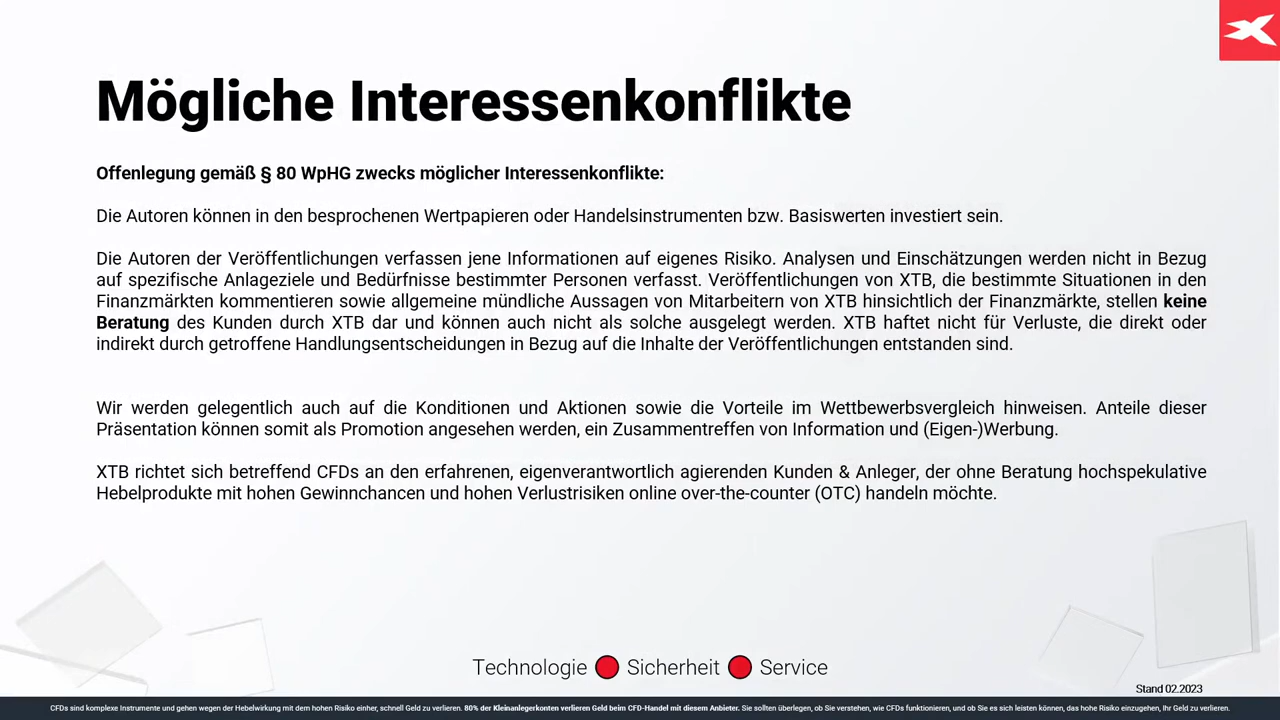 Mögliche Interessenkonflikte
Offenlegung gemäß § 80 WpHG zwecks möglicher Interessenkonflikte:
Die Autoren können in den besprochenen Wertpapieren oder Handelsinstrumenten bzw. Basiswerten investiert sein.
Die Autoren der Veröffentlichungen verfassen jene Informationen auf eigenes Risiko. Analysen und Einschätzungen werden nicht in Bezug
auf spezifische Anlageziele und Bedürfnisse bestimmter Personen verfasst. Veröffentlichungen von XTB, die bestimmte Situationen in den
Finanzmärkten kommentieren sowie allgemeine mündliche Aussagen von Mitarbeitern von XTB hinsichtlich der Finanzmärkte, stellen keine
Beratung des Kunden durch XTB dar und können auch nicht als solche ausgelegt werden. XTB haftet nicht für Verluste, die direkt oder
indirekt durch getroffene Handlungsentscheidungen in Bezug auf die Inhalte der Veröffentlichungen entstanden sind.
Wir werden gelegentlich auch auf die Konditionen und Aktionen sowie die Vorteile im Wettbewerbsvergleich hinweisen. Anteile dieser
Präsentation können somit als Promotion angesehen werden, ein Zusammentreffen von Information und (Eigen-)Werbung.
XTB richtet sich betreffend CFDs an den erfahrenen, eigenverantwortlich agierenden Kunden & Anleger, der ohne Beratung hochspekulative
Hebelprodukte mit hohen Gewinnchancen und hohen Verlustrisiken online over-the-counter (OTC) handeln möchte.
Technologie Sicherheit Service
Stand 02.2023
CFDs sind komplexe Instrumente und gehen wegen der Hebelwirkung mit dem hohen Risiko einher, schnell Geld zu verlieren. 80% der Kleinanlegerkonten verlieren Geld beim CFD-Handel mit diesem Anbieter. Sie sollten überlegen, ob Sie verstehen, wie CFDs funktionieren, und ob Sie es sich leisten können, das hohe Risiko einzugehen, Ihr Geld zu verlieren.